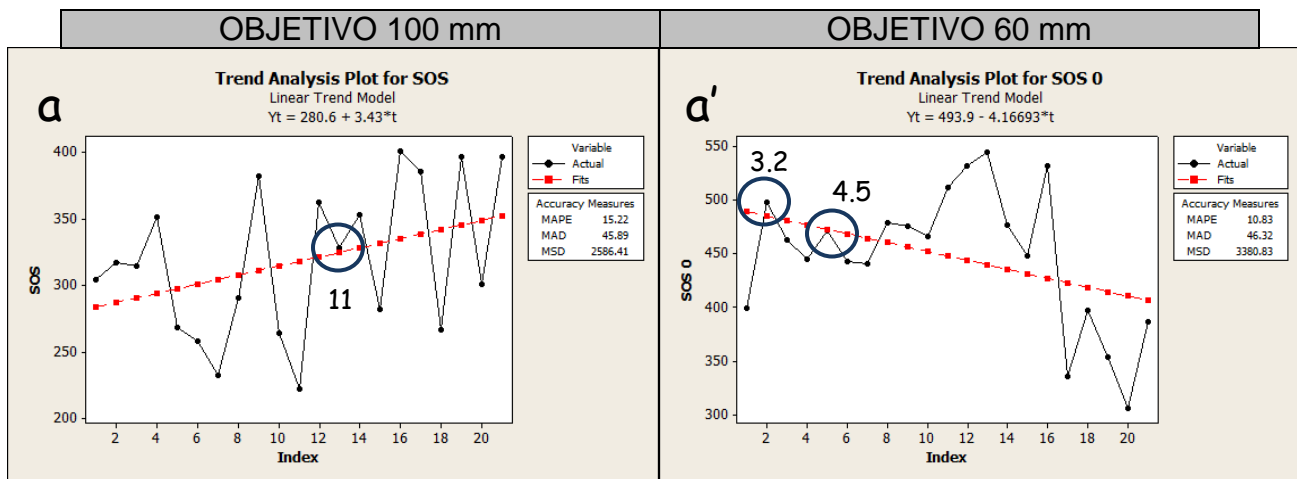 OBJETIVO 100 mm
OBJETIVO 60 mm
a
Trend Analysis Plot for SOS
Linear Trend Model
Yt = 280.6 + 3.43*t
400
350
300
250
200
SOS
11
2 4 6 8 10 12 14 16 18 20
Index
Variable
Actual
Fits
Accuracy Measures
MAPE 15.22
MAD 45.89
MSD 2586.41
a'
Trend Analysis Plot for SOS 0
Linear Trend Model
Yt = 493.9 - 4.16693*t
550
500
450
400
350
300
SOS 0
3.2
4.5
2 4 6 8 10 12 14 16 18 20
Index
Variable
Actual
Fits
Accuracy Measures
MAPE 10.83
MAD 46.32
MSD 3380.83